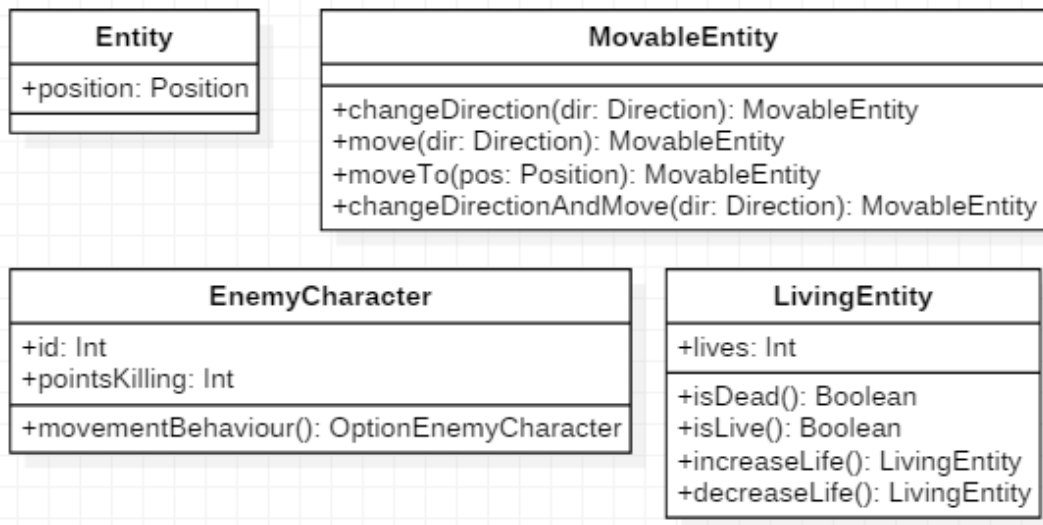 Entity
+position: Position
MovableEntity
+changeDirection(dir: Direction): MovableEntity
+move(dir: Direction): MovableEntity
+moveTo(pos: Position): MovableEntity
+changeDirectionAndMove(dir: Direction): MovableEntity
EnemyCharacter
+id: Int
+pointsKilling: Int
+movementBehaviour(): OptionEnemyCharacter
LivingEntity
+lives: Int
+isDead(): Boolean
+isLive(): Boolean
+increaseLife(): LivingEntity
+decreaseLife(): LivingEntity